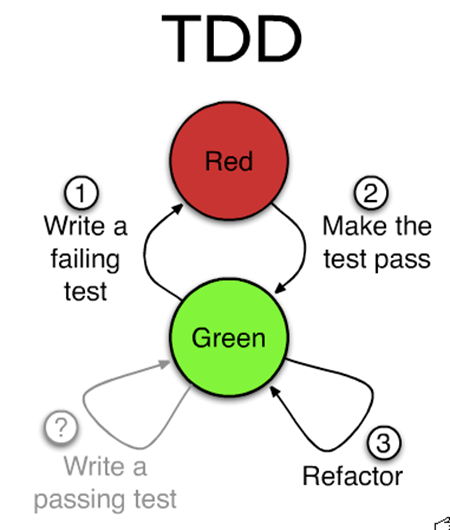 TDD
Red
1
Write a
failing
test
2
Make the
test pass
Green
?
Write a
passing test
3
Refactor